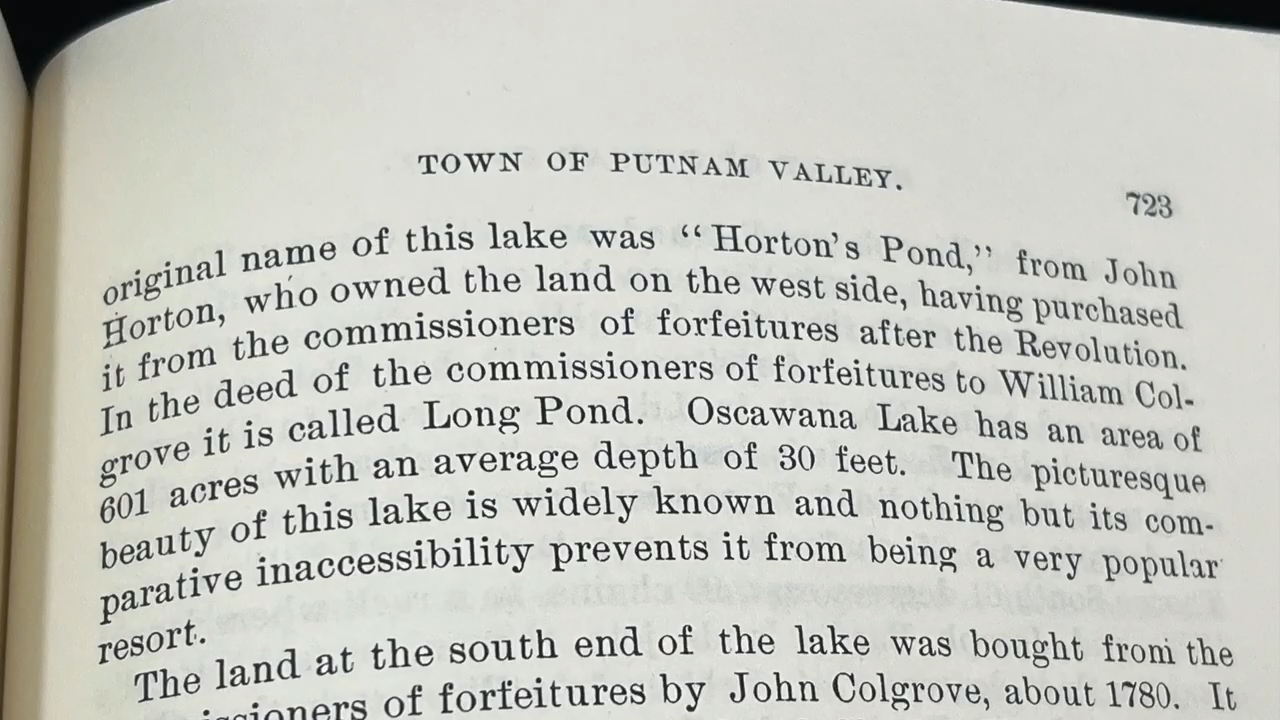 TOWN OF PUTNAM VALLEY.
723
original name of this lake was “Horton's Pond,” from John
Horton, who owned the land on the west side, having purchased
it from the commissioners of forfeitures after the Revolution.
In the deed of the commissioners of forfeitures to William Col-
grove it is called Long Pond. Oscawana Lake has an area of
601 acres with an average depth of 30 feet. The picturesque
beauty of this lake is widely known and nothing but its com-
parative inaccessibility prevents it from being a very popular
resort.
The land at the south end of the lake was bought from the
of forfeitures by John Colgrove, about 1780. It